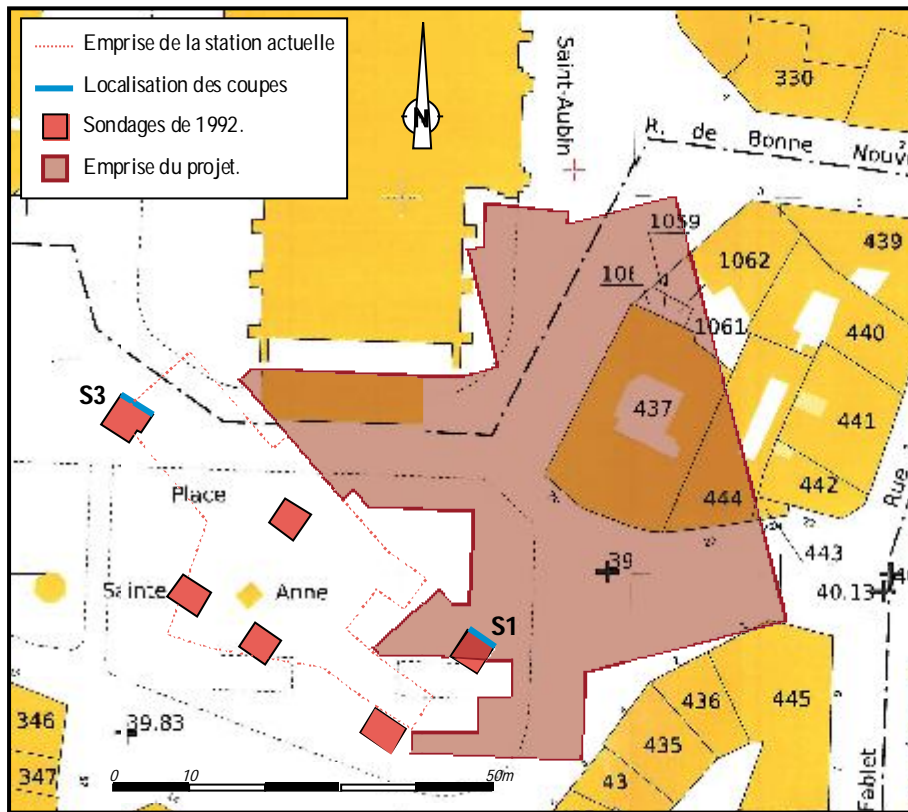 Emprise de la station actuelle
Localisation des coupes
Sondages de 1992.
Emprise du projet.
N
Saint-Aubin
R. de Bonne Nouv
330
1059
106
1062
439
1061
440
437
441
442
444
443
S3
Place
Sainte
Anne
39
40.13
S1
Rue
436
445
435
43
346
347
39.83
Fablet
0 10 50m